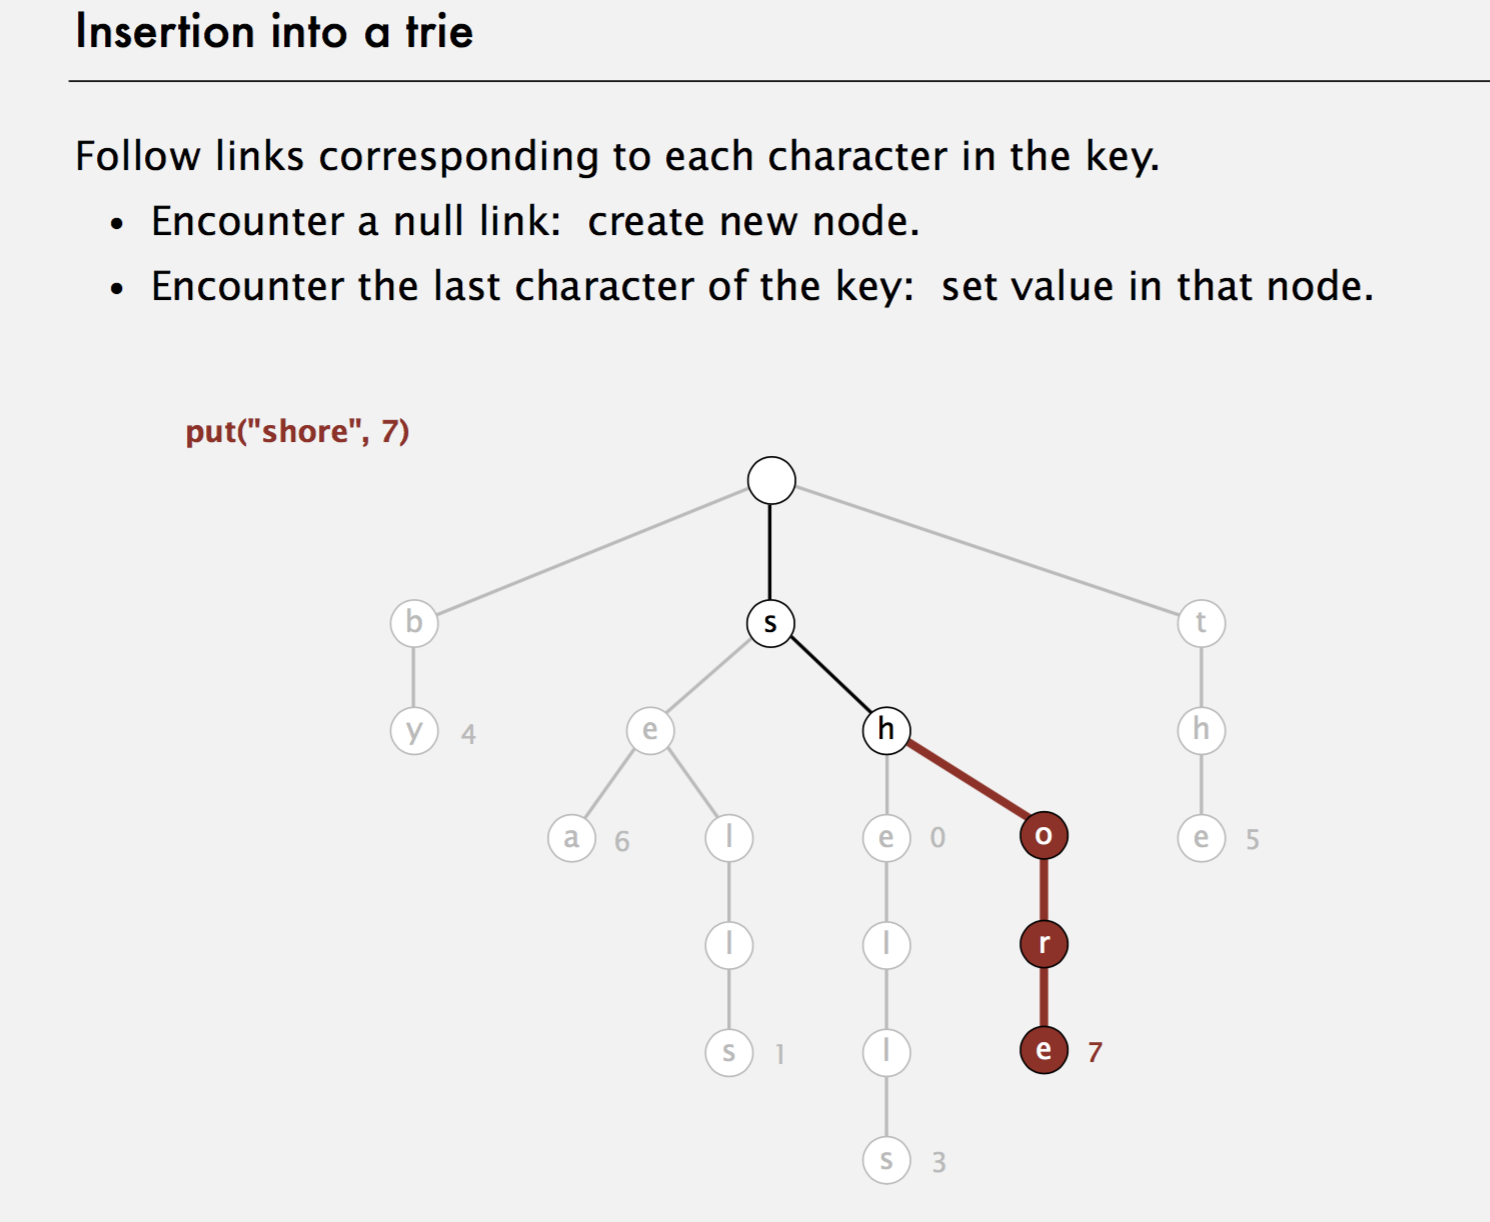 Insertion into a trie
Follow links corresponding to each character in the key.
• Encounter a null link: create new node.
• Encounter the last character of the key: set value in that node.
put("shore", 7)
b s t
y 4 e h h
a 6 l e 0 o e 5
l l r
s 1 l e 7
s 3